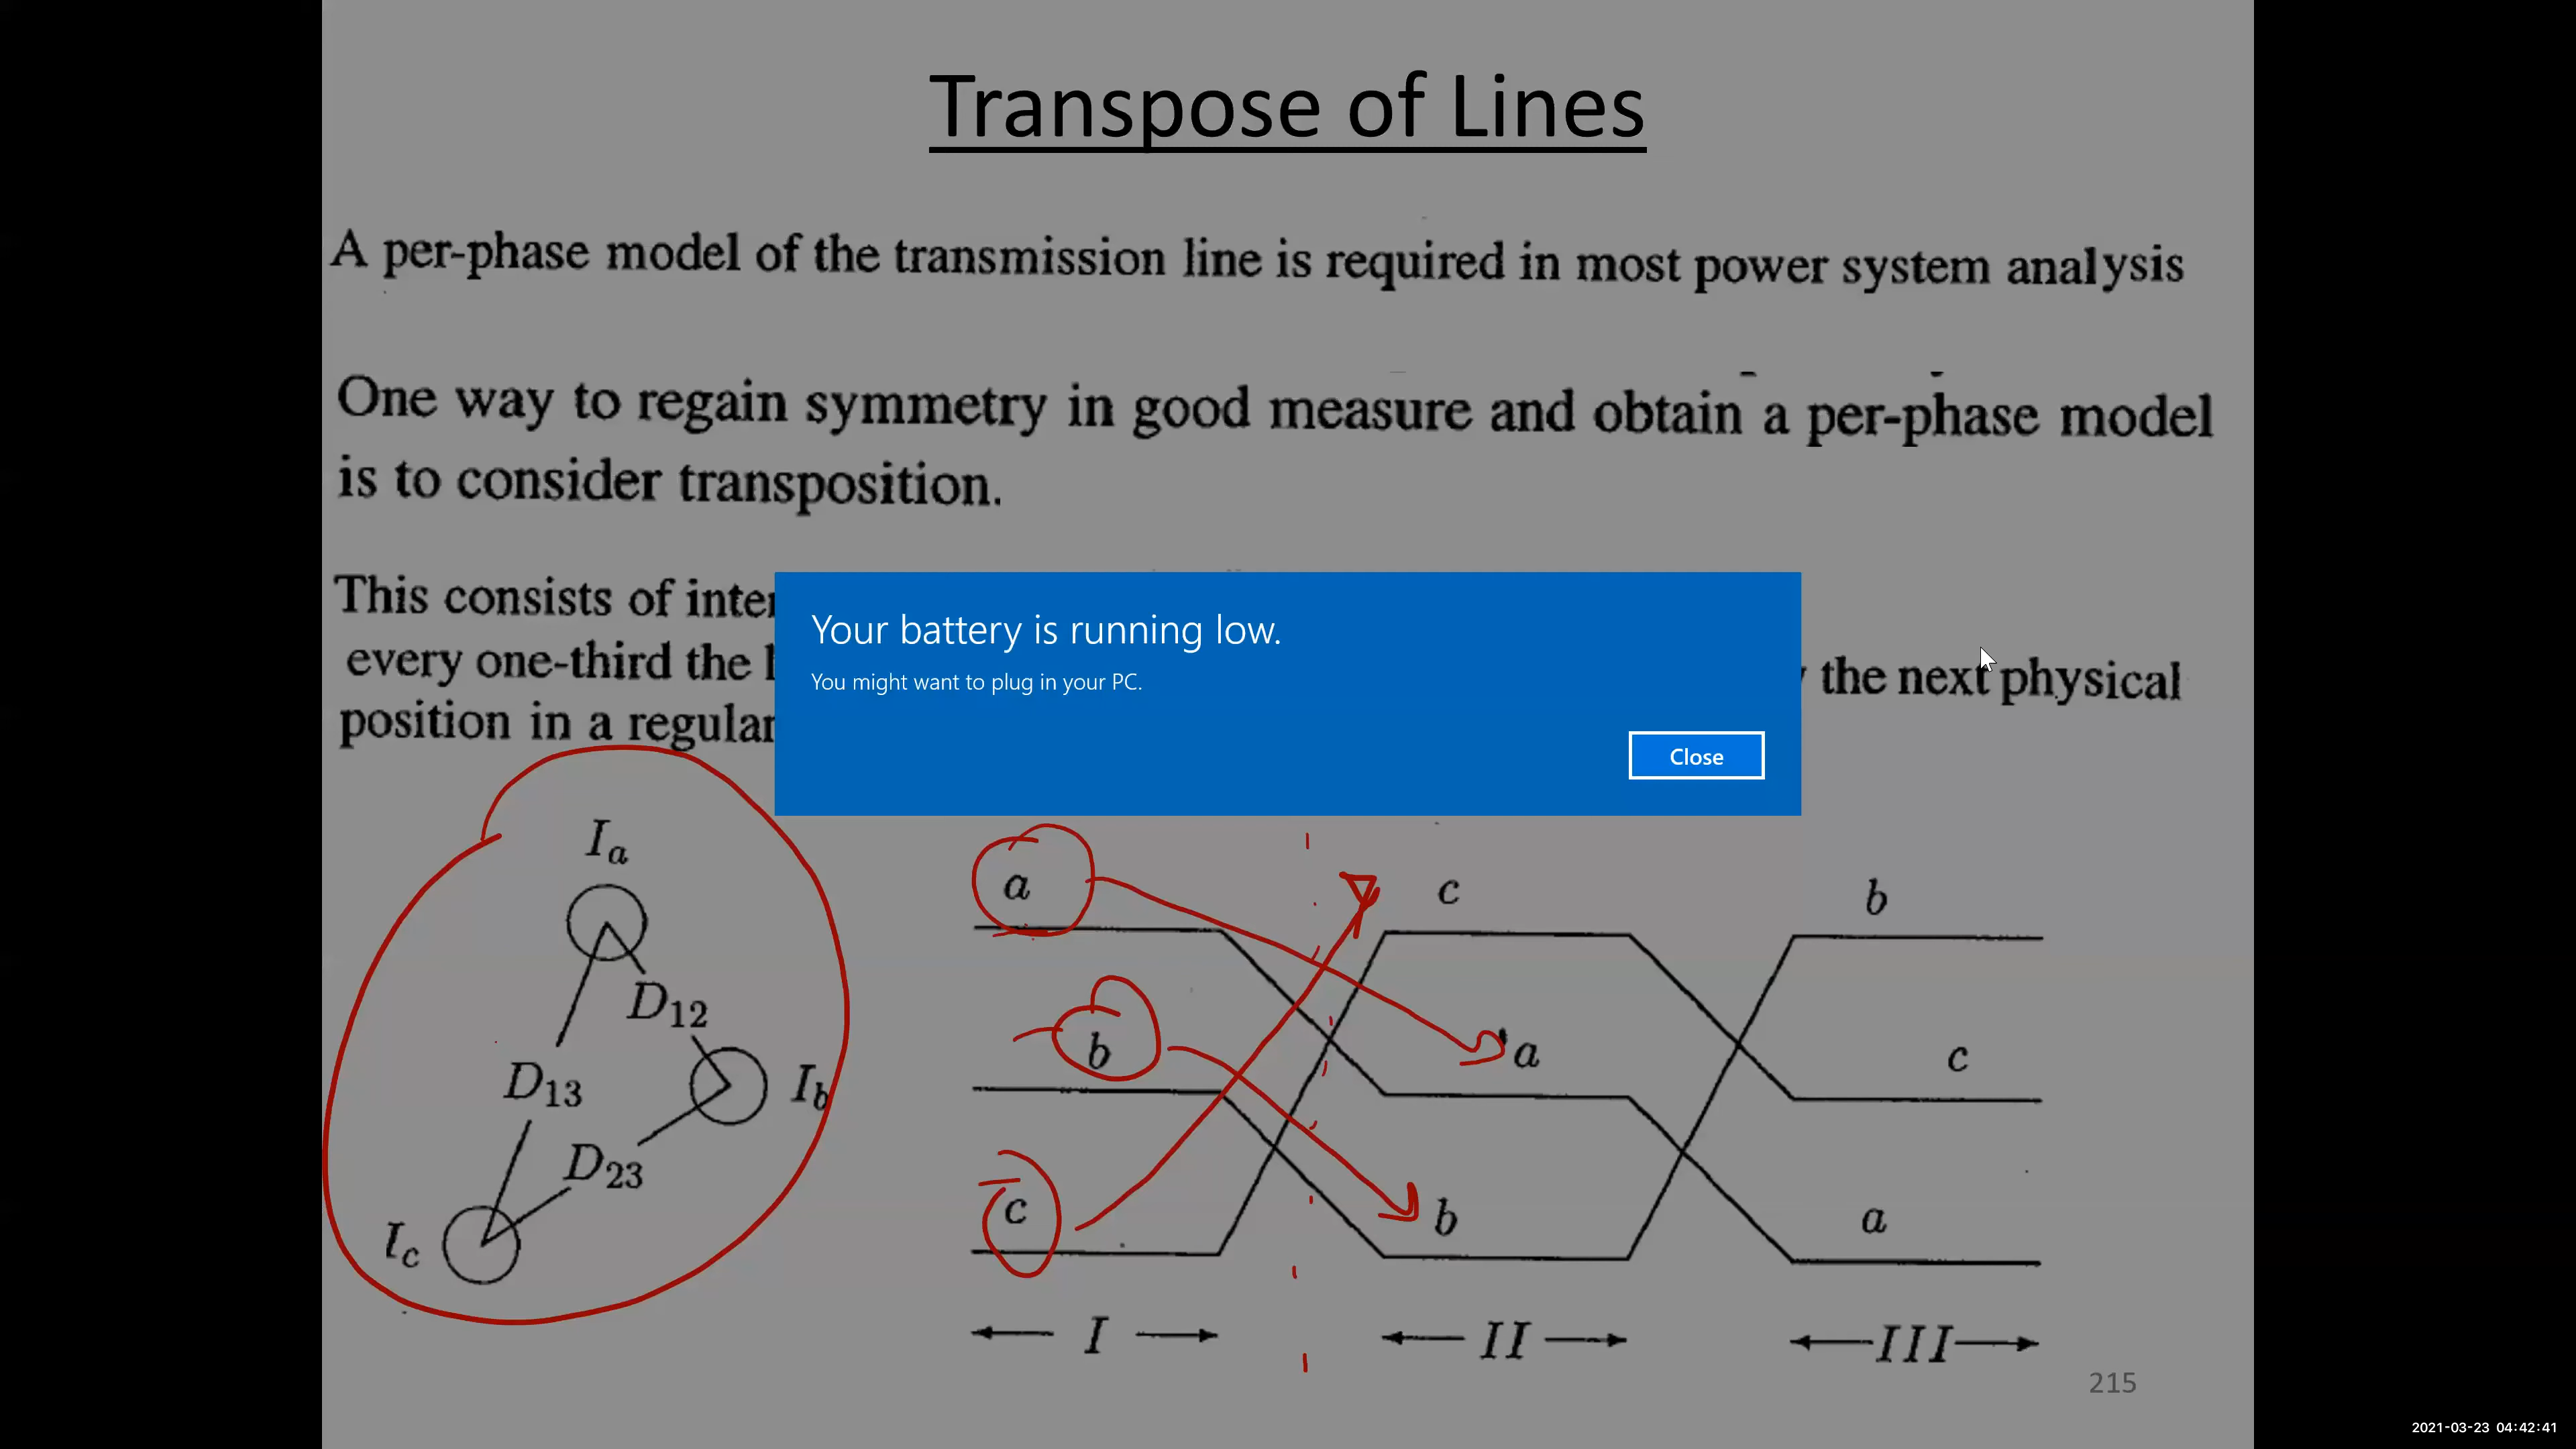 Transpose of Lines
A per-phase model of the transmission line is required in most power system analysis
One way to regain symmetry in good measure and obtain a per-phase model
is to consider transposition.
This consists of
every one-third the the next physical
position in a regular
Your battery is running low.
You might want to plug in your PC.
Close
Ia
D12
D13
Ib
D23
Ic
a c b
b a c
c b a
I II III
215
2021-03-23 04:42:41